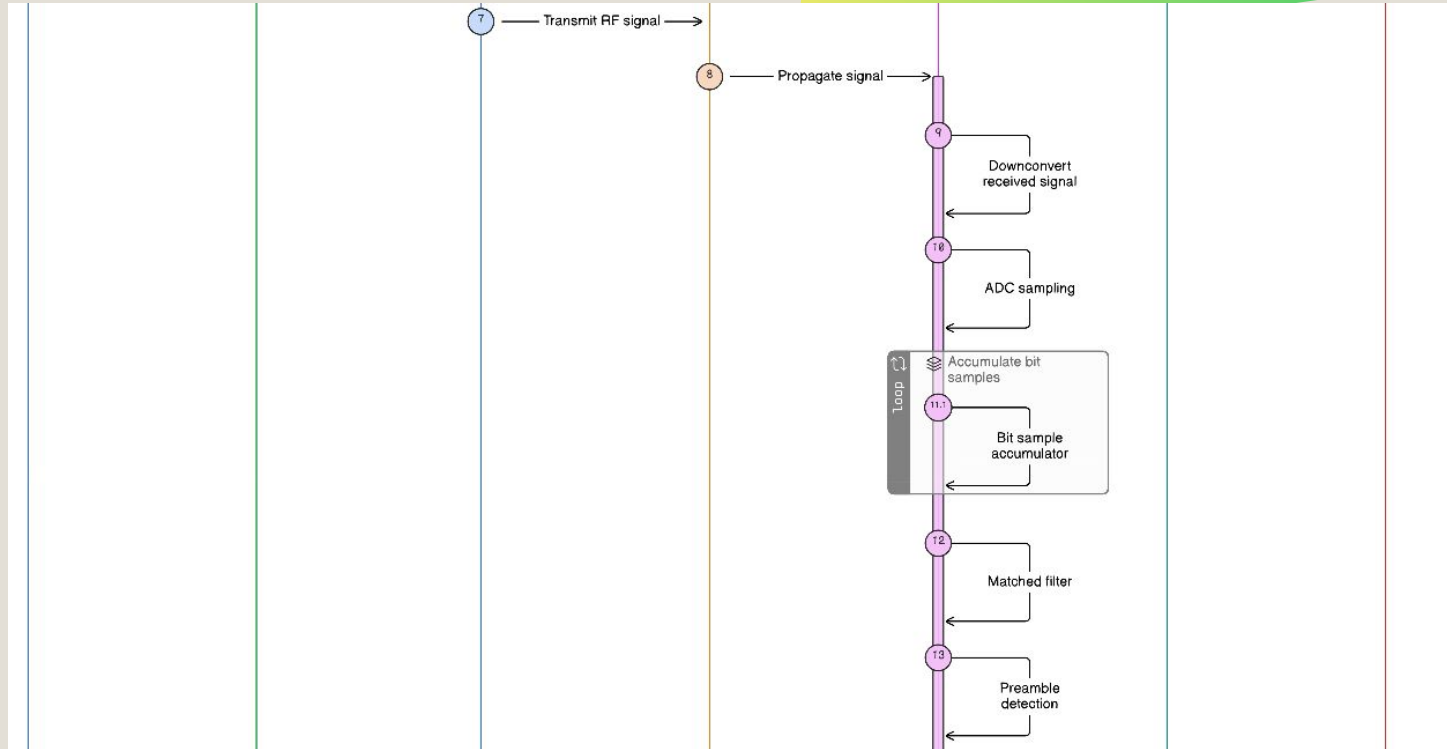 7
Transmit RF signal
8
Propagate signal
9
Downconvert
received signal
10
ADC sampling
loop
Accumulate bit
samples
11.1
Bit sample
accumulator
12
Matched filter
13
Preamble
detection